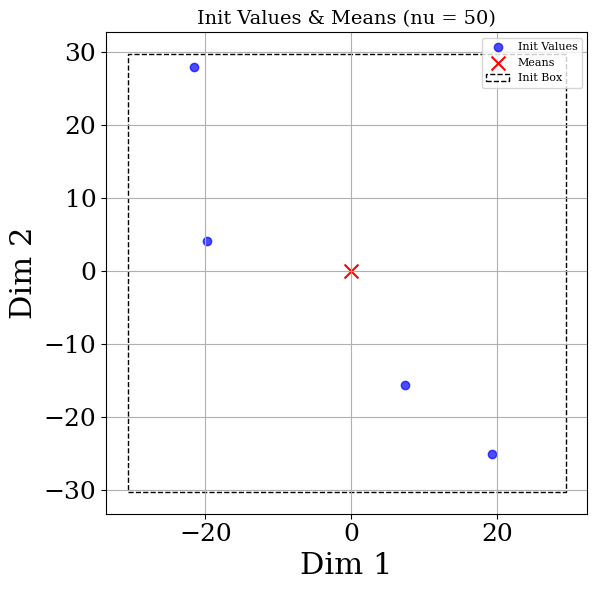 Init Values & Means (nu = 50)
Init Values
Means
Init Box
30
20
10
0
−10
−20
−30
Dim 2
−20
0
20
Dim 1